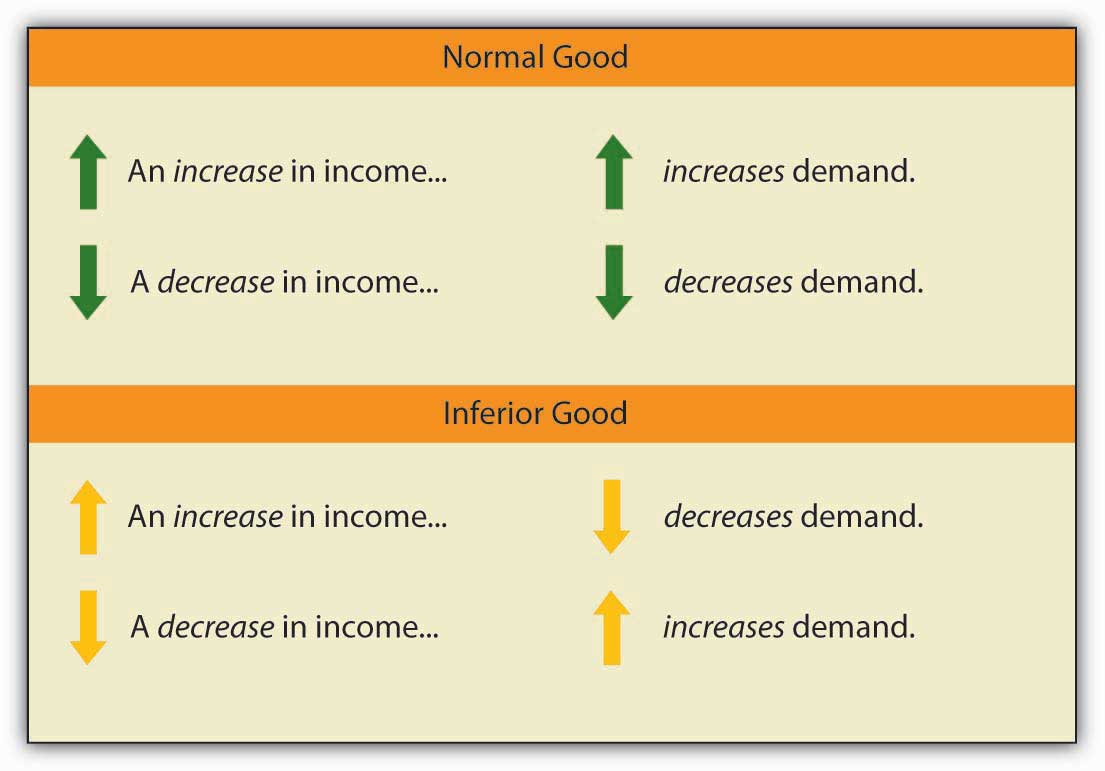 Normal Good
An increase in income... increases demand.
A decrease in income... decreases demand.
Inferior Good
An increase in income... decreases demand.
A decrease in income... increases demand.